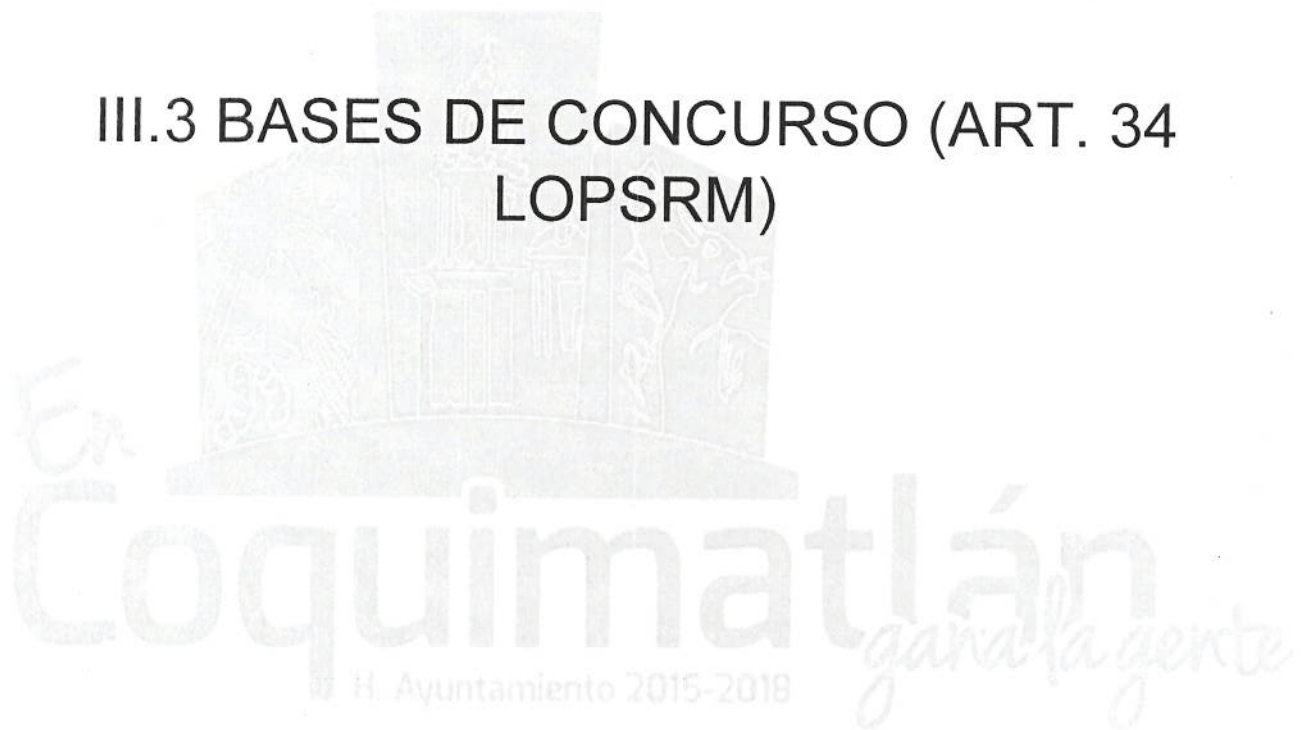 III.3 BASES DE CONCURSO (ART. 34
LOPSRM)
En
Coquimatlán
gana la gente
H. Ayuntamiento 2015-2018